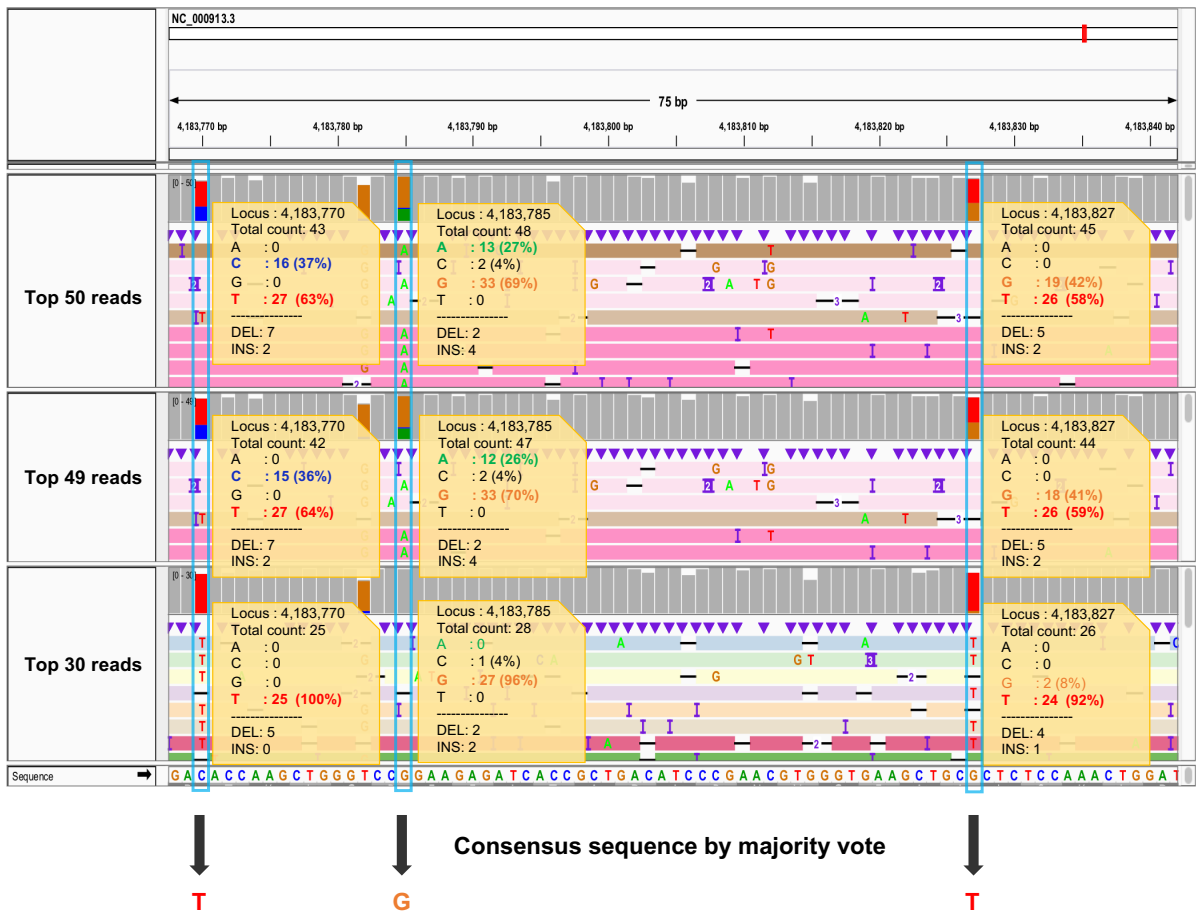 NC_000913.3
75 bp
4,183,770 bp 4,183,780 bp 4,183,790 bp 4,183,800 bp 4,183,810 bp 4,183,820 bp 4,183,830 bp 4,183,840 bp
Top 50 reads
[0 - 50]
Locus : 4,183,770
Total count: 43
A : 0
C : 16 (37%)
G : 0
T : 27 (63%)
---------------
DEL: 7
INS: 2
Locus : 4,183,785
Total count: 48
A : 13 (27%)
C : 2 (4%)
G : 33 (69%)
T : 0
---------------
DEL: 2
INS: 4
Locus : 4,183,827
Total count: 45
A : 0
C : 0
G : 19 (42%)
T : 26 (58%)
---------------
DEL: 5
INS: 2
Top 49 reads
[0 - 49]
Locus : 4,183,770
Total count: 42
A : 0
C : 15 (36%)
G : 0
T : 27 (64%)
---------------
DEL: 7
INS: 2
Locus : 4,183,785
Total count: 47
A : 12 (26%)
C : 2 (4%)
G : 33 (70%)
T : 0
---------------
DEL: 2
INS: 4
Locus : 4,183,827
Total count: 44
A : 0
C : 0
G : 18 (41%)
T : 26 (59%)
---------------
DEL: 5
INS: 2
Top 30 reads
[0 - 30]
Locus : 4,183,770
Total count: 25
A : 0
C : 0
G : 0
T : 25 (100%)
---------------
DEL: 5
INS: 0
Locus : 4,183,785
Total count: 28
A : 0
C : 1 (4%)
G : 27 (96%)
T : 0
---------------
DEL: 2
INS: 2
Locus : 4,183,827
Total count: 26
A : 0
C : 0
G : 2 (8%)
T : 24 (92%)
---------------
DEL: 4
INS: 1
Sequence
G A C A C C A A G C T G G G T C C G G A A G A G A T C A C C G C T G A C A T C C C G A A C G T G G G T G A A G C T G C G C T C T C C A A A C T G G A T
Consensus sequence by majority vote
T G T